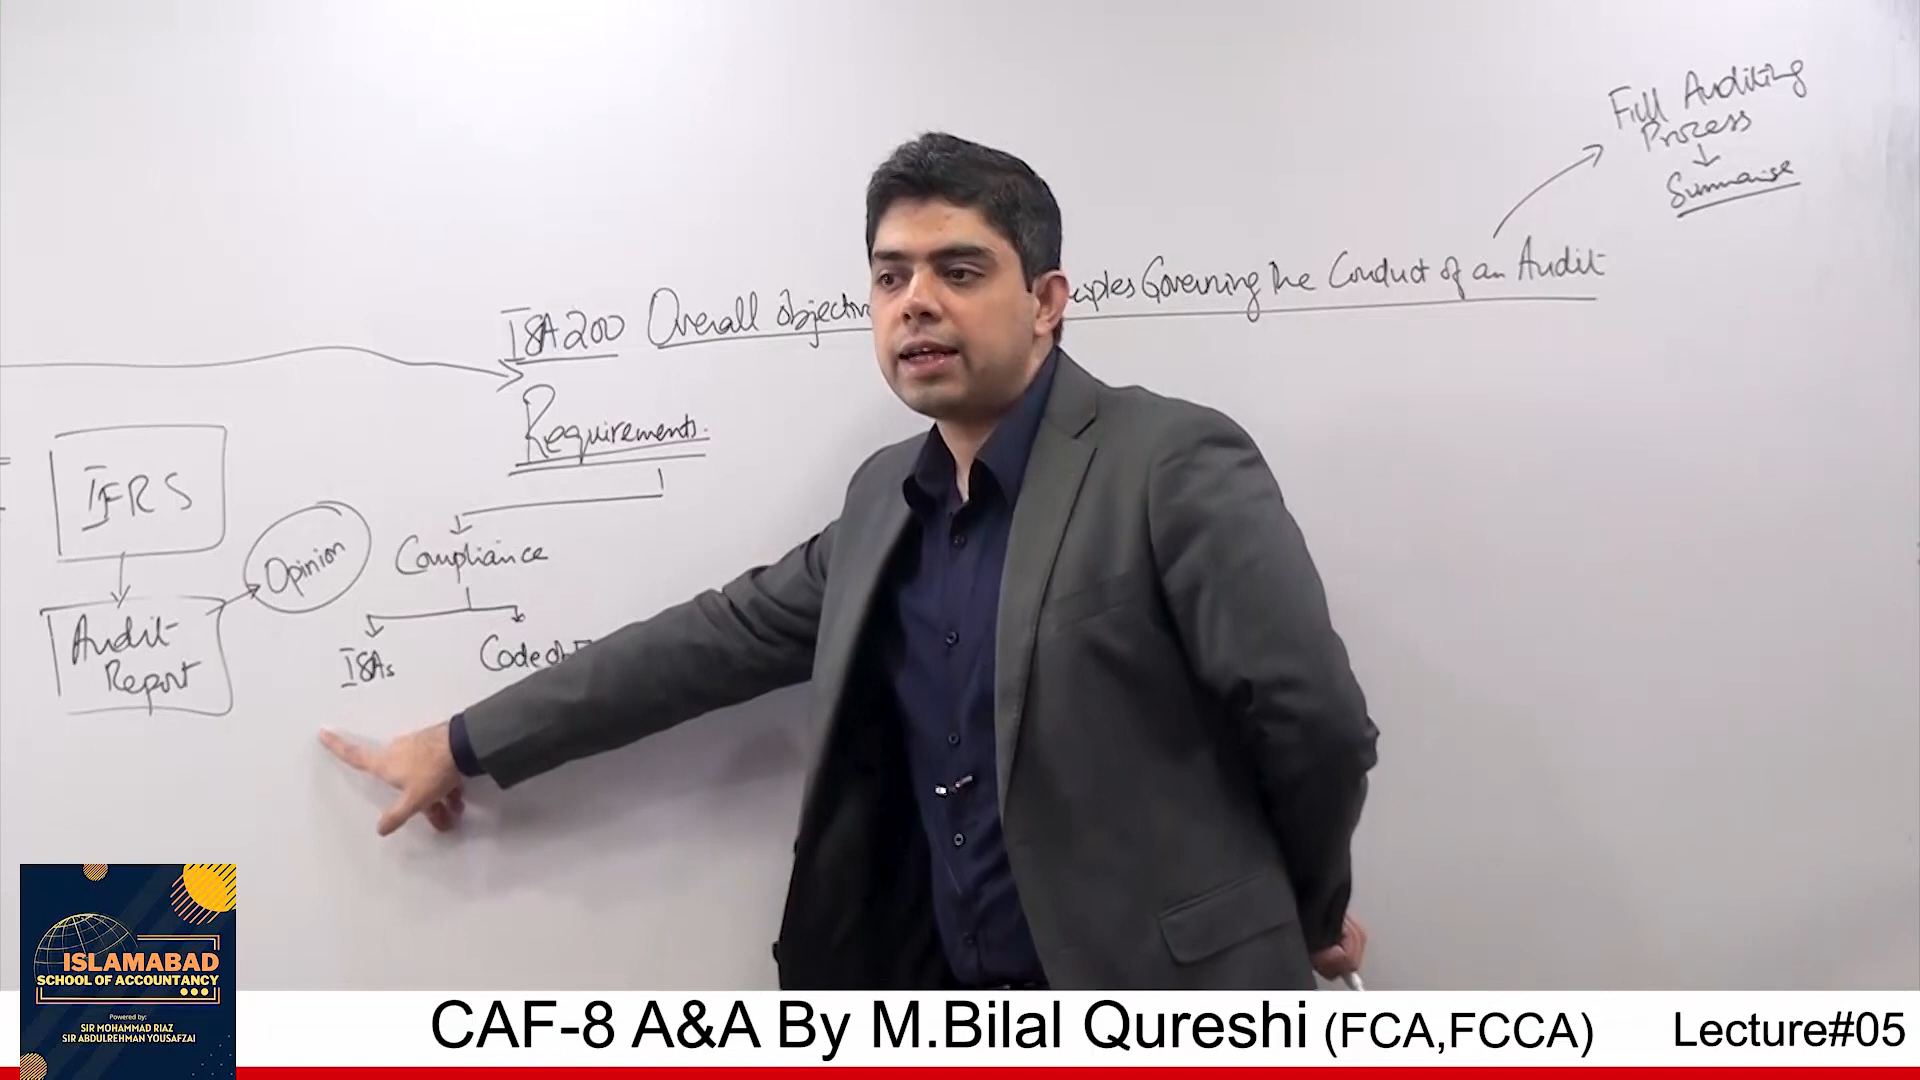 Full Auditing
Process
Summarise
ISA 200 Overall Objectiv ciples Governing the Conduct of an Audit
Requirements.
IFRS
Opinion
Compliance
Audit
Report
ISAs
Code of E
ISLAMABAD
SCHOOL OF ACCOUNTANCY
Powered by:
SIR MOHAMMAD RIAZ
SIR ABDULREHMAN YOUSAFZAI
CAF-8 A&A By M.Bilal Qureshi (FCA,FCCA) Lecture#05